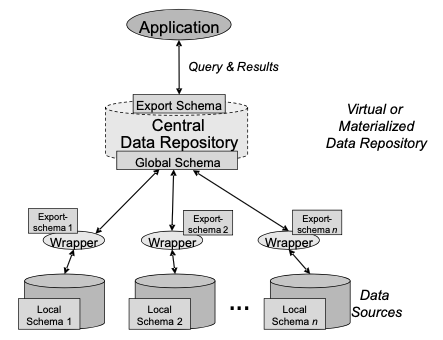 Application
Query & Results
Export Schema
Central
Data Repository
Global Schema
Virtual or
Materialized
Data Repository
Export-
schema 1
Wrapper
Export-
schema 2
Wrapper
Export-
schema n
Wrapper
Local
Schema 1
Local
Schema 2
...
Local
Schema n
Data
Sources